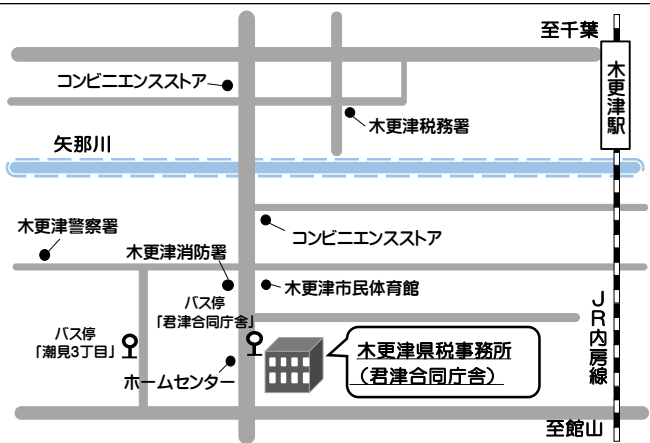 至千葉
木更津駅
コンビニエンスストア
木更津税務署
矢那川
木更津警察署
コンビニエンスストア
木更津消防署
木更津市民体育館
バス停
「君津合同庁舎」
バス停
「潮見3丁目」
木更津県税事務所
（君津合同庁舎）
ホームセンター
JR内房線
至館山